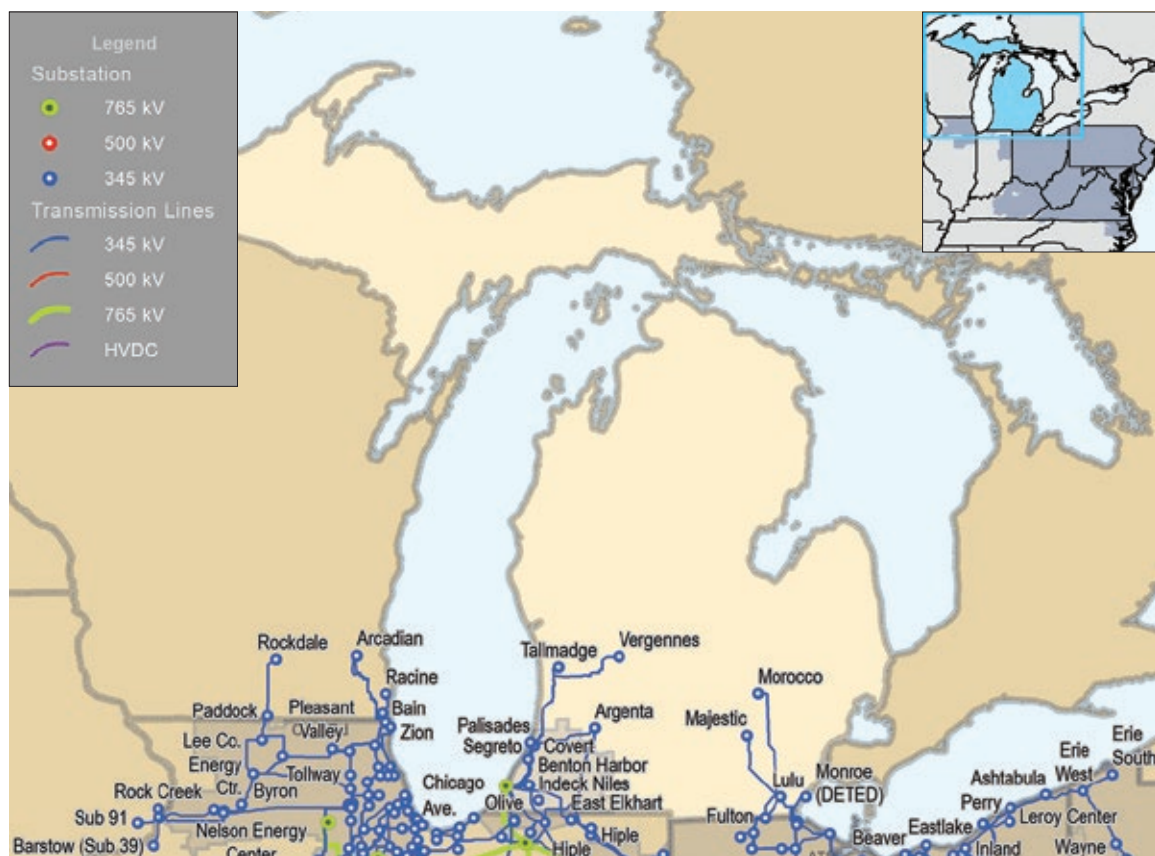 Legend
Substation
765 kV
500 kV
345 kV
Transmission Lines
345 kV
500 kV
765 kV
HVDC
Rockdale
Arcadian
Tallmadge
Vergennes
Racine
Morocco
Paddock
Pleasant
Valley
Bain
Zion
Palisades
Segreto
Argenta
Majestic
Lee Co.
Energy
Ctr.
Covert
Benton Harbor
Erie
West
Erie
South
Rock Creek
Byron
Tollway
Chicago
Ave.
Indeck Niles
Olive
East Elkhart
Lulu
Monroe
(DETED)
Ashtabula
Perry
Sub 91
Nelson Energy
Center
Fulton
Leroy Center
Barstow (Sub 39)
Hiple
Hiple
Beaver
Eastlake
Inland
Wayne